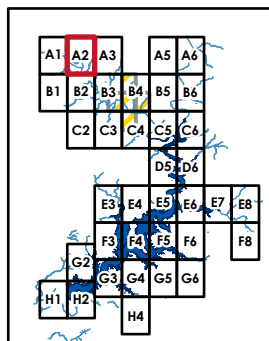 A1 A2 A3 A5 A6
B1 B2 B3 B4 B5 B6
C2 C3 C4 C5 C6
D5 D6
E3 E4 E5 E6 E7 E8
F3 F4 F5 F6 F8
G2 G3 G4 G5 G6
H1 H2 H4